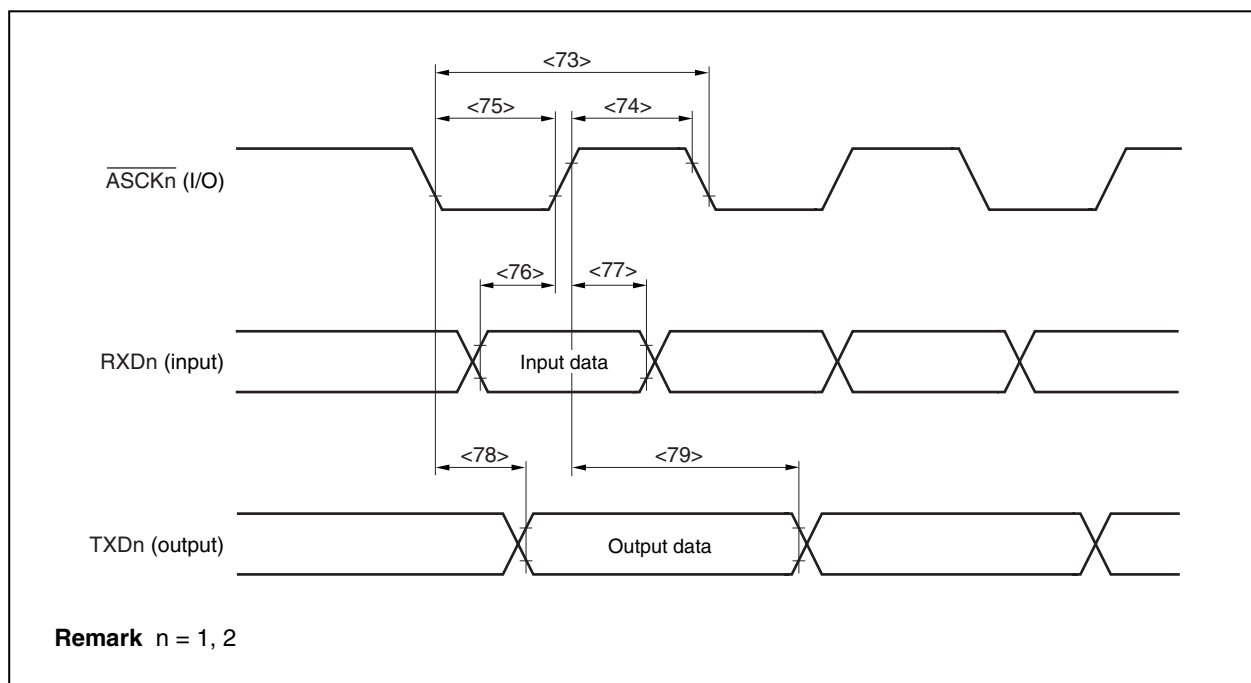 <73>
<75> <74>
ASCKn (I/O)
<76> <77>
RXDn (input) Input data
<78> <79>
TXDn (output) Output data
Remark n = 1, 2